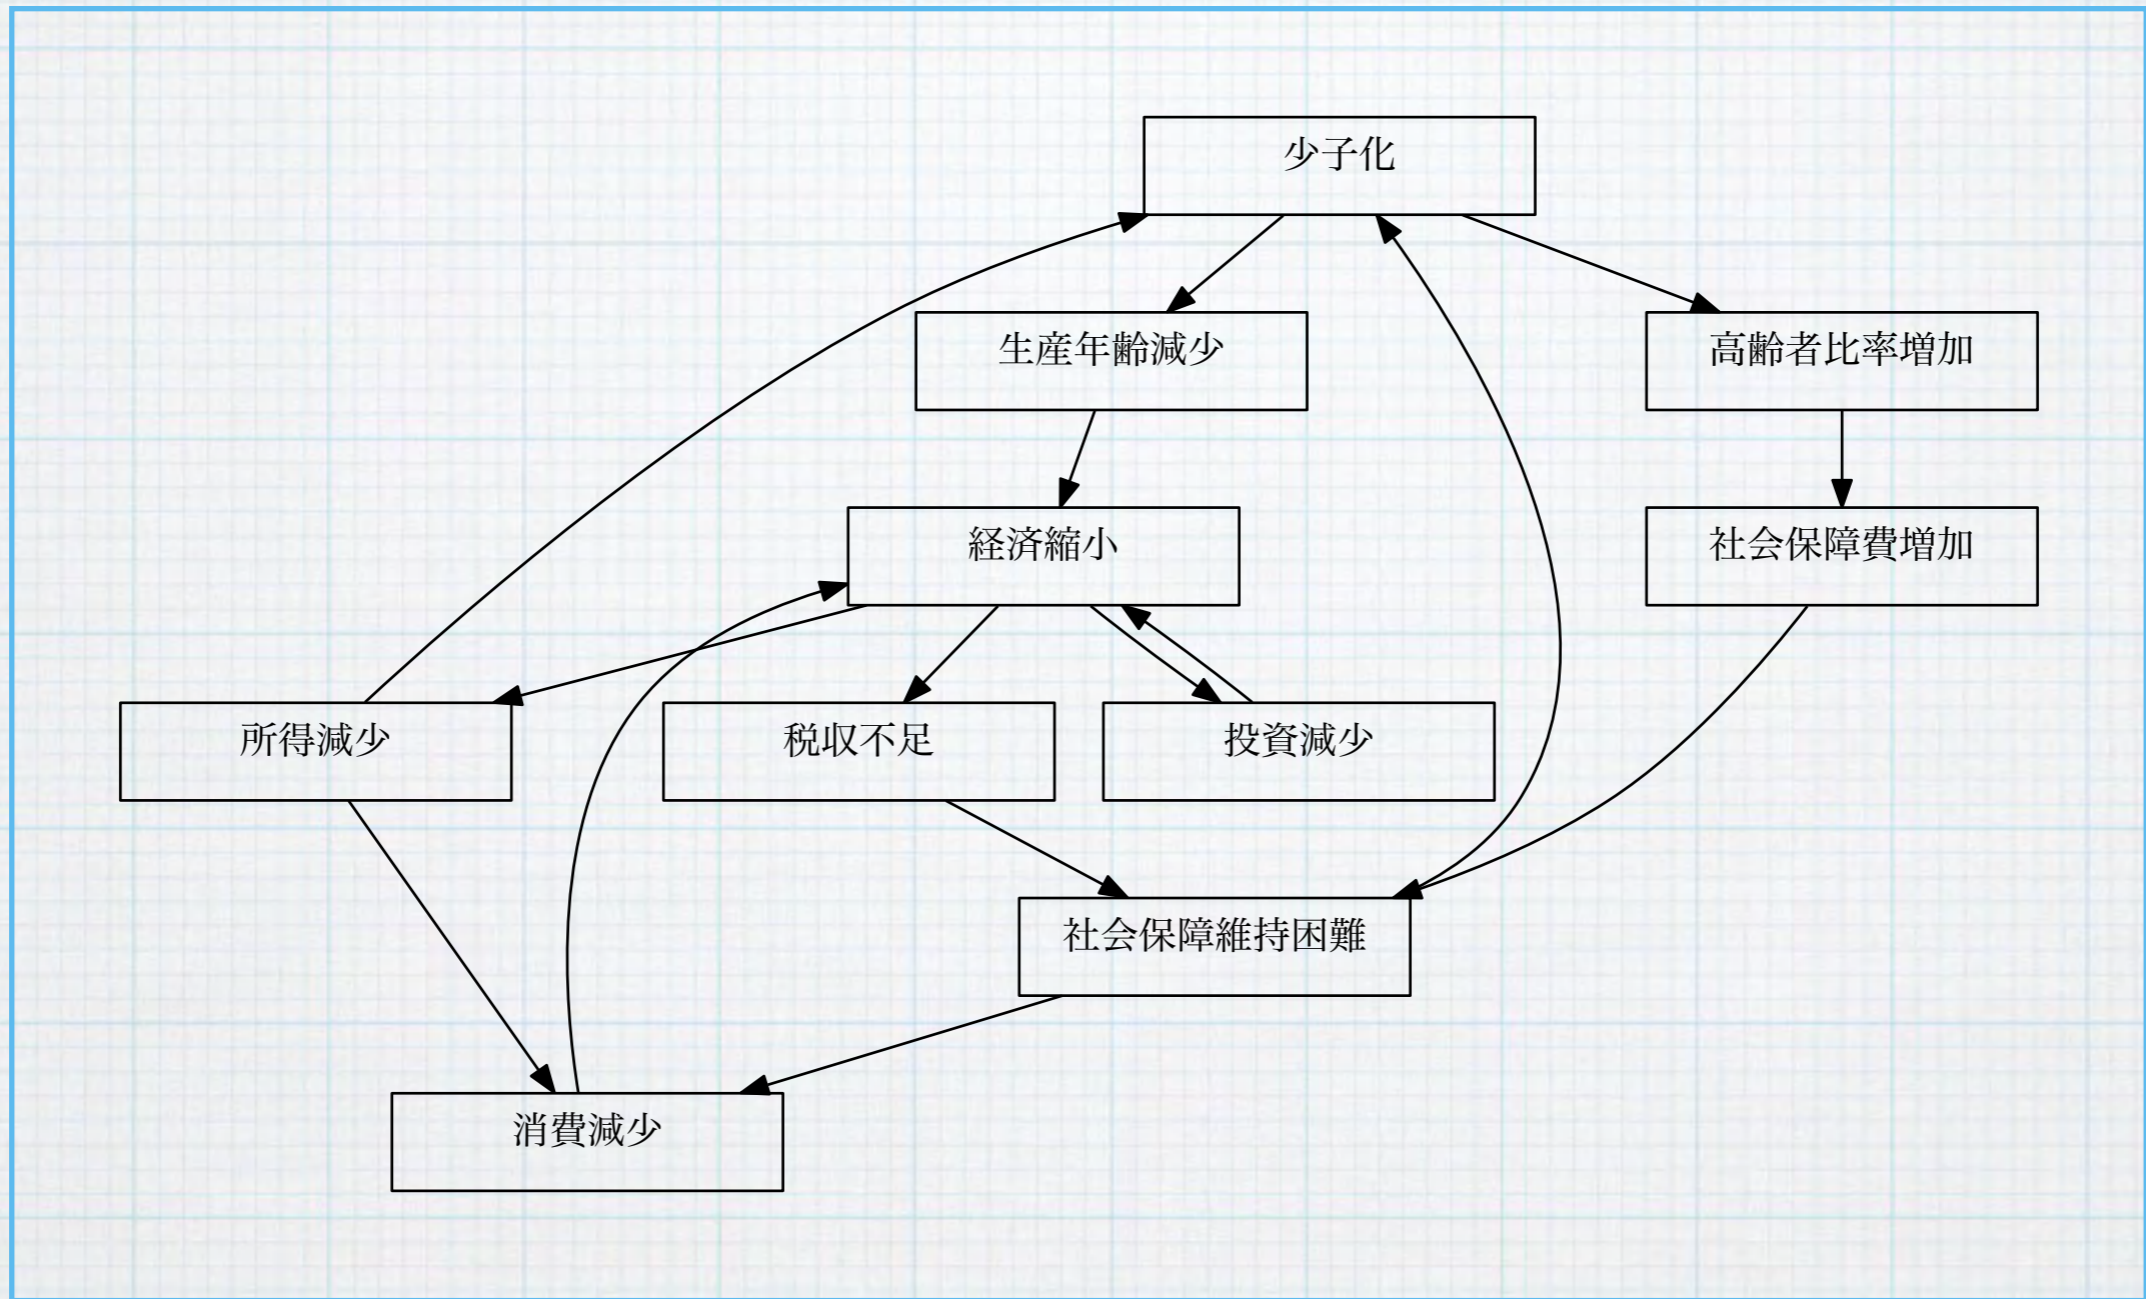 少子化
生産年齢減少
高齢者比率増加
経済縮小
社会保障費増加
所得減少
税収不足
投資減少
社会保障維持困難
消費減少